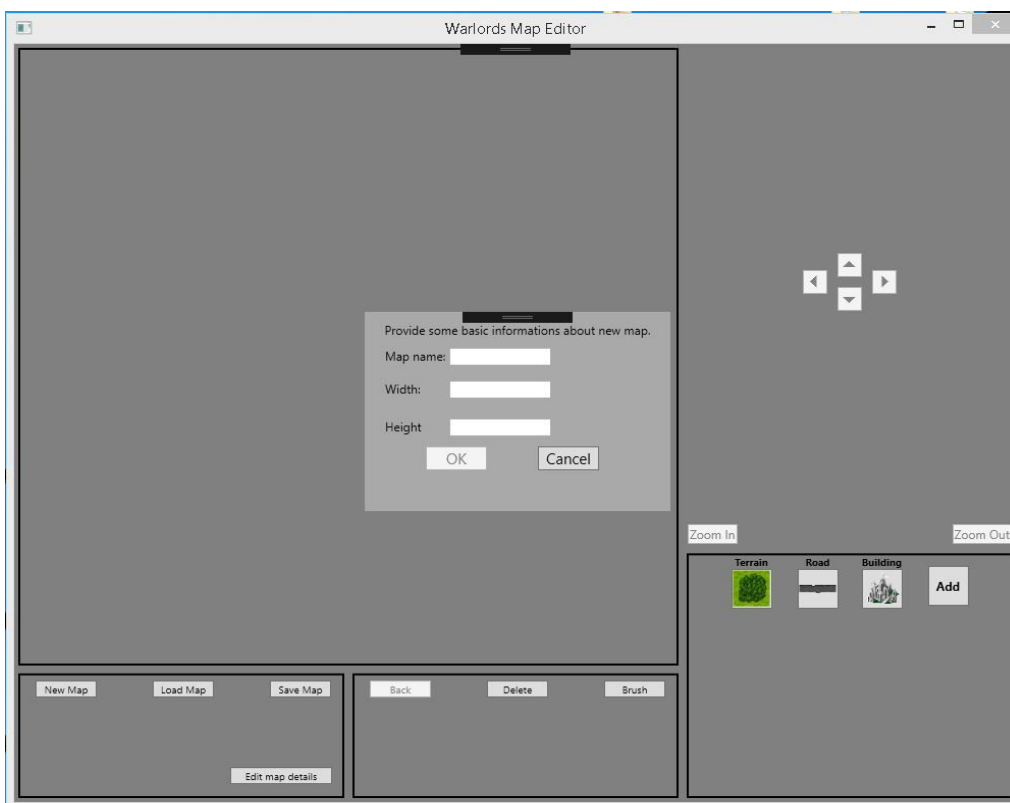 Warlords Map Editor
Provide some basic informations about new map.
Map name:
Width:
Height
OK Cancel
Zoom In Zoom Out
Terrain Road Building
Add
New Map Load Map Save Map
Back Delete Brush
Edit map details